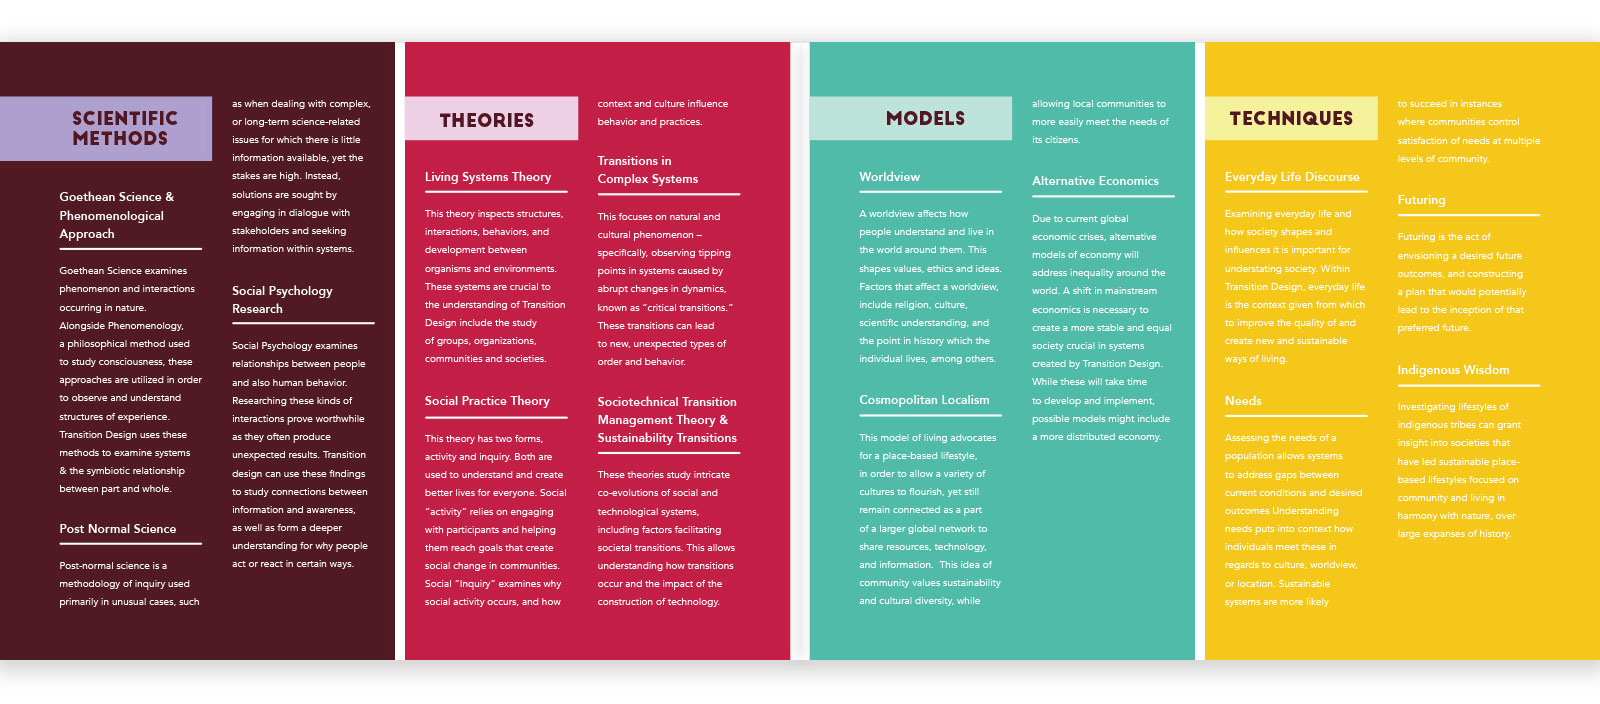 SCIENTIFIC
METHODS
Goethean Science &
Phenomenological
Approach
Goethean Science examines
phenomenon and interactions
occurring in nature.
Alongside Phenomenology,
a philosophical method used
to study consciousness, these
approaches are utilized in order
to observe and understand
structures of experience.
Transition Design uses these
methods to examine systems
& the symbiotic relationship
between part and whole.
Post Normal Science
Post-normal science is a
methodology of inquiry used
primarily in unusual cases, such
as when dealing with complex,
or long-term science-related
issues for which there is little
information available, yet the
stakes are high. Instead,
solutions are sought by
engaging in dialogue with
stakeholders and seeking
information within systems.
Social Psychology
Research
Social Psychology examines
relationships between people
and also human behavior.
Researching these kinds of
interactions prove worthwhile
as they often produce
unexpected results. Transition
design can use these findings
to study connections between
information and awareness,
as well as form a deeper
understanding for why people
act or react in certain ways.
THEORIES
Living Systems Theory
This theory inspects structures,
interactions, behaviors, and
development between
organisms and environments.
These systems are crucial to
the understanding of Transition
Design include the study
of groups, organizations,
communities and societies.
Social Practice Theory
This theory has two forms,
activity and inquiry. Both are
used to understand and create
better lives for everyone. Social
“activity” relies on engaging
with participants and helping
them reach goals that create
social change in communities.
Social “Inquiry” examines why
social activity occurs, and how
context and culture influence
behavior and practices.
Transitions in
Complex Systems
This focuses on natural and
cultural phenomenon –
specifically, observing tipping
points in systems caused by
abrupt changes in dynamics,
known as “critical transitions.”
These transitions can lead
to new, unexpected types of
order and behavior.
Sociotechnical Transition
Management Theory &
Sustainability Transitions
These theories study intricate
co-evolutions of social and
technological systems,
including factors facilitating
societal transitions. This allows
understanding how transitions
occur and the impact of the
construction of technology.
MODELS
Worldview
A worldview affects how
people understand and live in
the world around them. This
shapes values, ethics and ideas.
Factors that affect a worldview,
include religion, culture,
scientific understanding, and
the point in history which the
individual lives, among others.
Cosmopolitan Localism
This model of living advocates
for a place-based lifestyle,
in order to allow a variety of
cultures to flourish, yet still
remain connected as a part
of a larger global network to
share resources, technology,
and information.  This idea of
community values sustainability
and cultural diversity, while
allowing local communities to
more easily meet the needs of
its citizens.
Alternative Economics
Due to current global
economic crises, alternative
models of economy will
address inequality around the
world. A shift in mainstream
economics is necessary to
create a more stable and equal
society crucial in systems
created by Transition Design.
While these will take time
to develop and implement,
possible models might include
a more distributed economy.
TECHNIQUES
Everyday Life Discourse
Examining everyday life and
how society shapes and
influences it is important for
understating society. Within
Transition Design, everyday life
is the context given from which
to improve the quality of and
create new and sustainable
ways of living.
Needs
Assessing the needs of a
population allows systems
to address gaps between
current conditions and desired
outcomes Understanding
needs puts into context how
individuals meet these in
regards to culture, worldview,
or location. Sustainable
systems are more likely
to succeed in instances
where communities control
satisfaction of needs at multiple
levels of community.
Futuring
Futuring is the act of
envisioning a desired future
outcomes, and constructing
a plan that would potentially
lead to the inception of that
preferred future.
Indigenous Wisdom
Investigating lifestyles of
indigenous tribes can grant
insight into societies that
have led sustainable place-
based lifestyles focused on
community and living in
harmony with nature, over
large expanses of history.